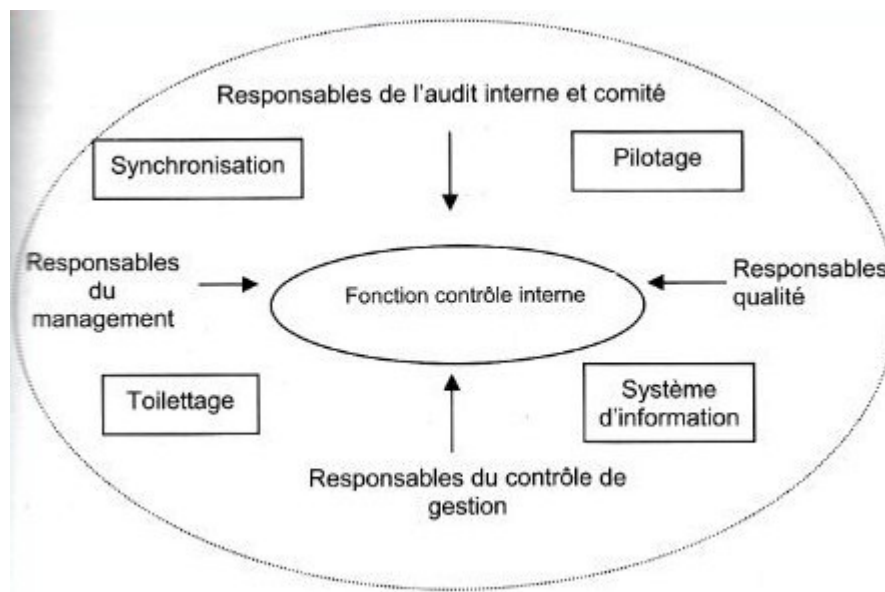 Responsables de l'audit interne et comité
Synchronisation
Pilotage
Responsables
du
management
Fonction contrôle interne
Responsables
qualité
Toilettage
Système
d'information
Responsables du contrôle de
gestion